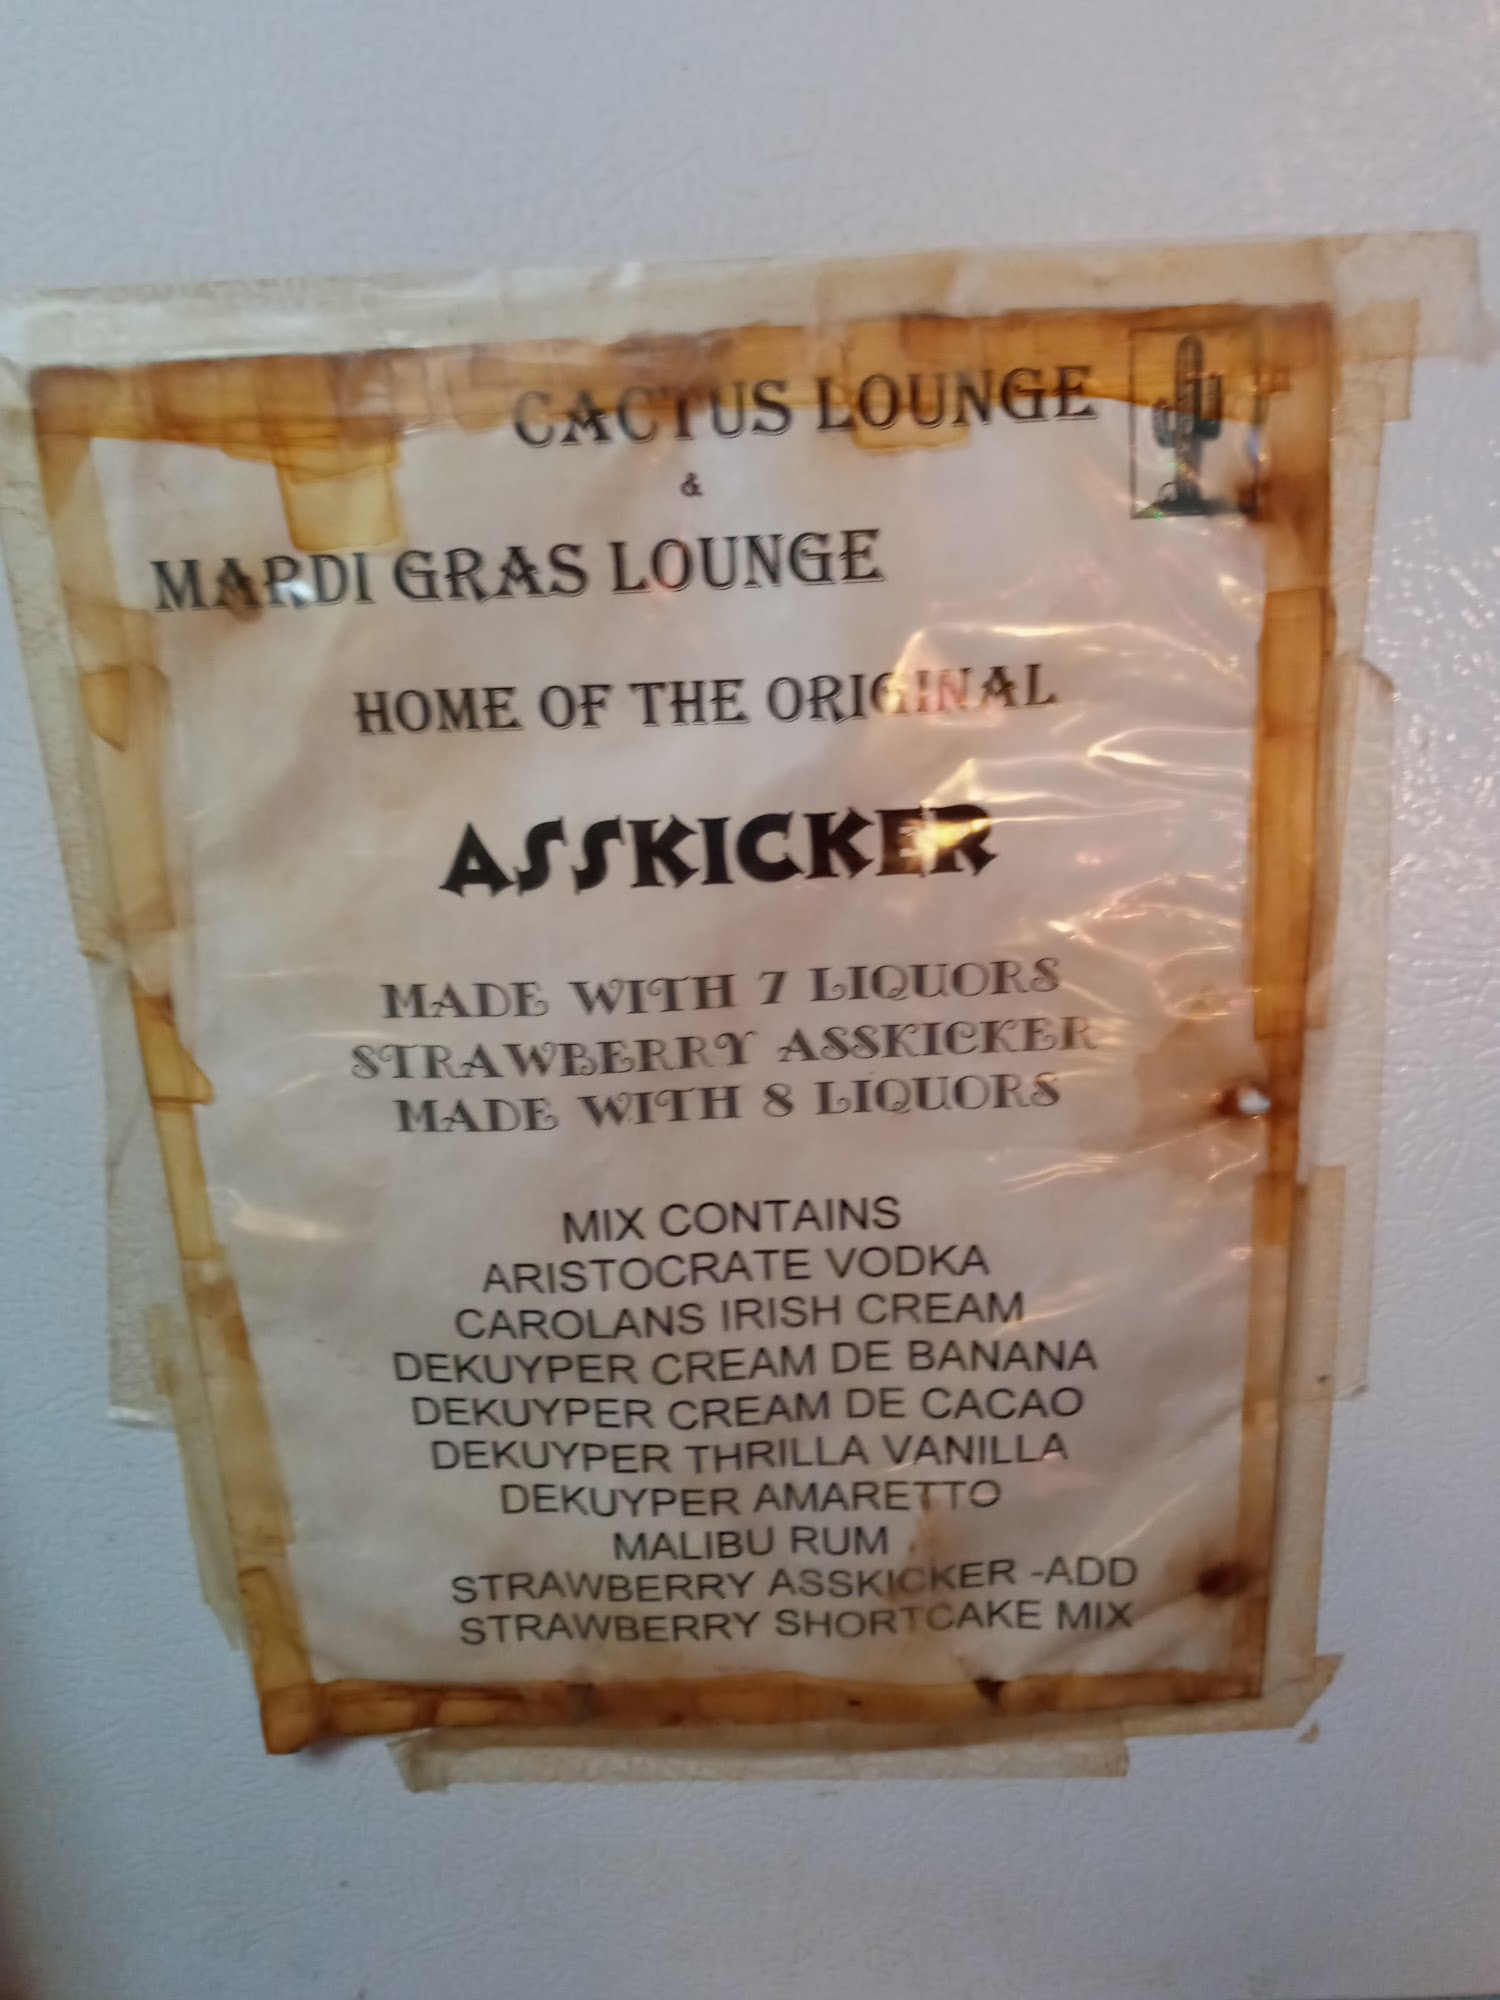 CACTUS LOUNGE
&
MARDI GRAS LOUNGE
HOME OF THE ORIGINAL
ASSKICKER
MADE WITH 7 LIQUORS
STRAWBERRY ASSKICKER
MADE WITH 8 LIQUORS
MIX CONTAINS
ARISTOCRATE VODKA
CAROLANS IRISH CREAM
DEKUYPER CREAM DE BANANA
DEKUYPER CREAM DE CACAO
DEKUYPER THRILLA VANILLA
DEKUYPER AMARETTO
MALIBU RUM
STRAWBERRY ASSKICKER -ADD
STRAWBERRY SHORTCAKE MIX